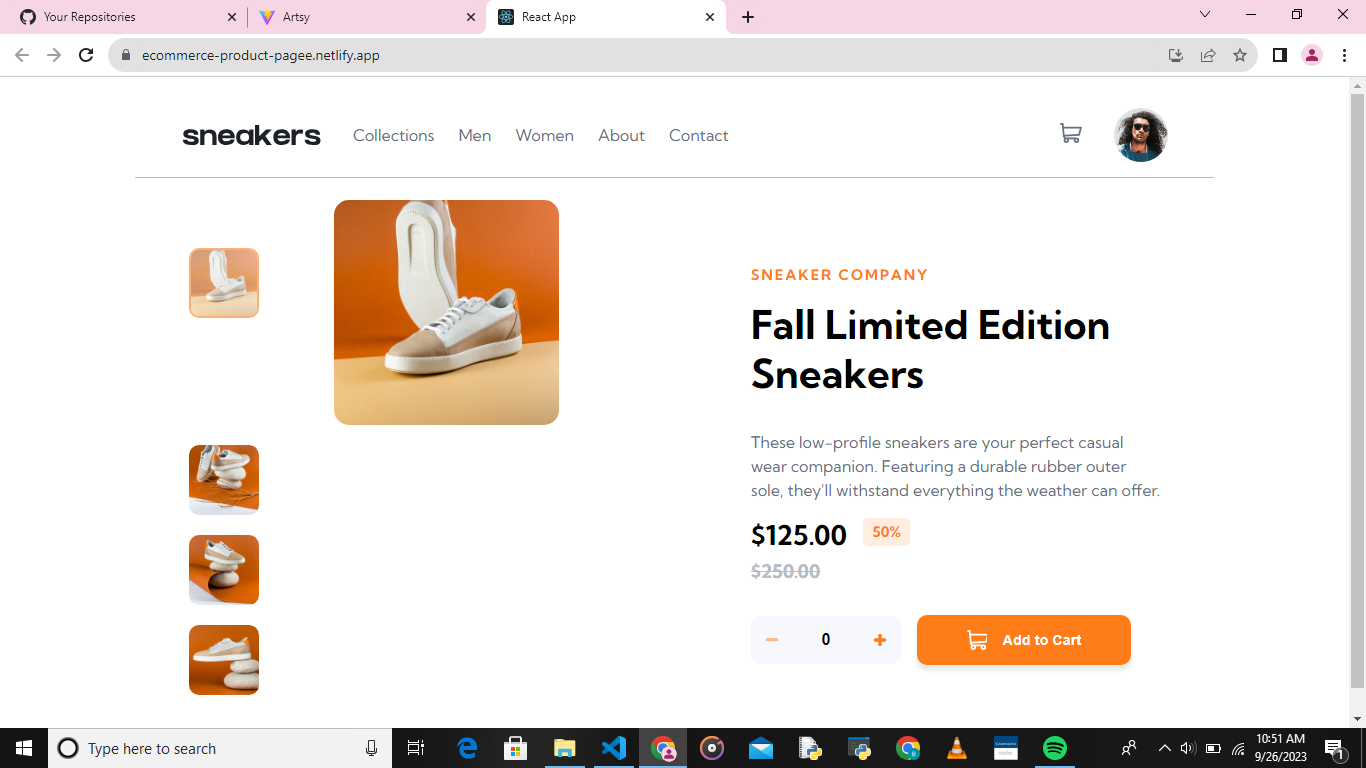 Your Repositories
Artsy
React App
ecommerce-product-pagee.netlify.app
sneakers
Collections
Men
Women
About
Contact
SNEAKER COMPANY
Fall Limited Edition
Sneakers
These low-profile sneakers are your perfect casual
wear companion. Featuring a durable rubber outer
sole, they'll withstand everything the weather can offer.
$125.00
50%
$250.00
0
Add to Cart
Type here to search
10:51 AM
9/26/2023
1